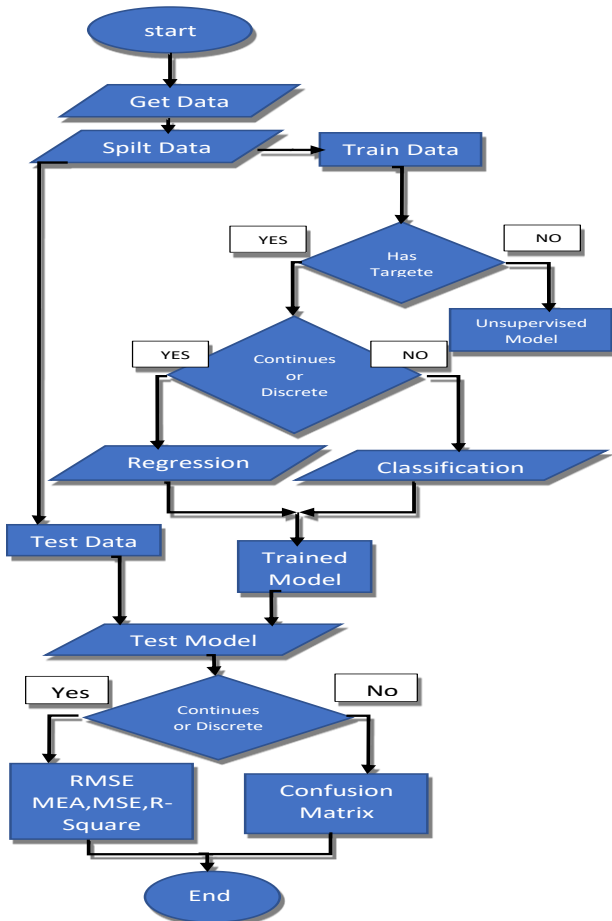 start
Get Data
Spilt Data
Train Data
YES
NO
Has
Targete
Unsupervised
Model
YES
NO
Continues
or
Discrete
Regression
Classification
Test Data
Trained
Model
Test Model
Yes
No
Continues
or Discrete
RMSE
MEA,MSE,R-
Square
Confusion
Matrix
End